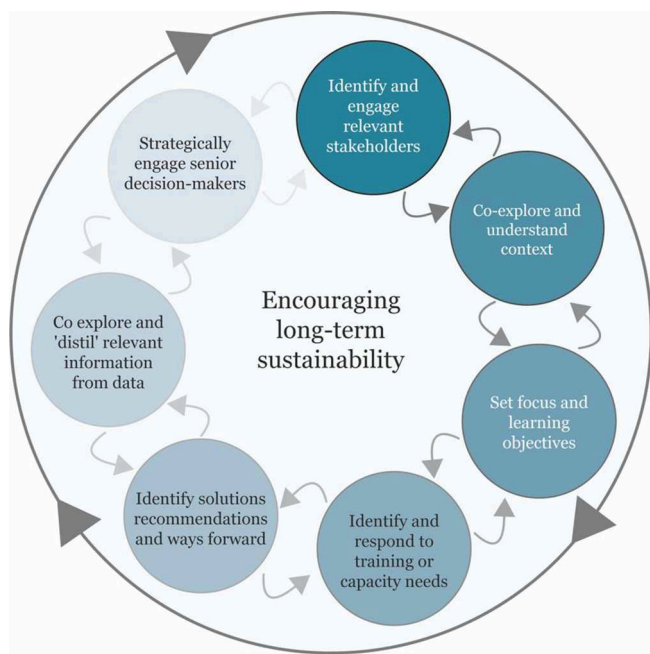 Identify and
engage
relevant
stakeholders
Co-explore and
understand
context
Set focus and
learning
objectives
Identify and
respond to
training or
capacity needs
Identify solutions
recommendations
and ways forward
Co explore and
'distil' relevant
information
from data
Strategically
engage senior
decision-makers
Encouraging
long-term
sustainability